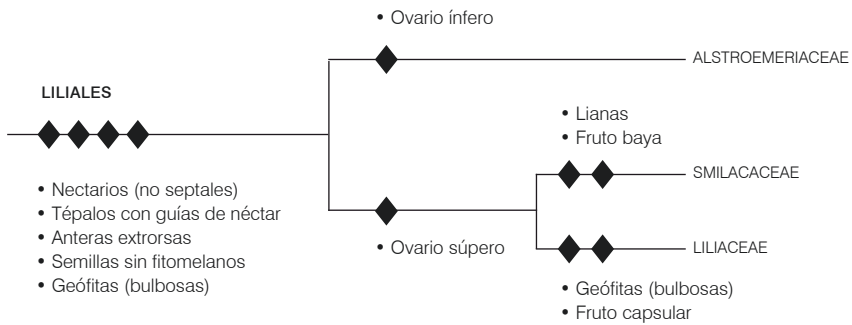 • Ovario ínfero
ALSTROEMERIACEAE
LILIALES
• Nectarios (no septales)
• Tépalos con guías de néctar
• Anteras extrorsas
• Semillas sin fitomelanos
• Geófitas (bulbosas)
• Ovario súpero
• Lianas
• Fruto baya
SMILACACEAE
LILIACEAE
• Geófitas (bulbosas)
• Fruto capsular